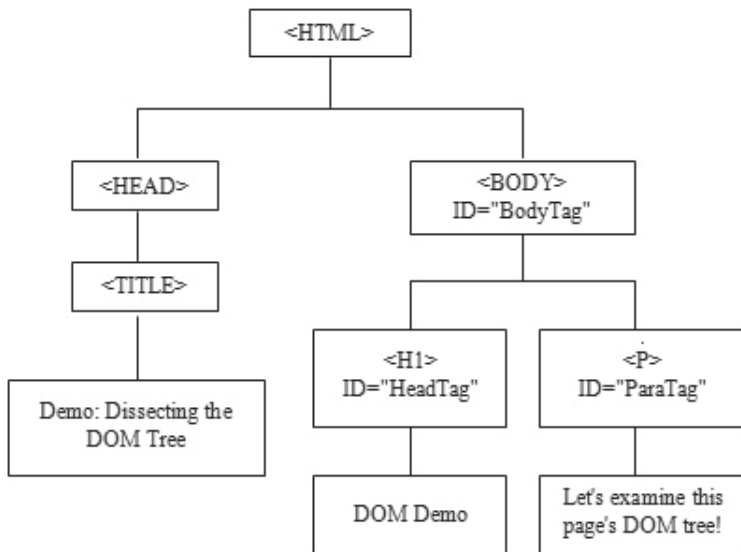 <HTML>
<HEAD>
<BODY>
ID="BodyTag"
<TITLE>
<H1>
ID="HeadTag"
<P>
ID="ParaTag"
Demo: Dissecting the
DOM Tree
DOM Demo
Let's examine this
page's DOM tree!